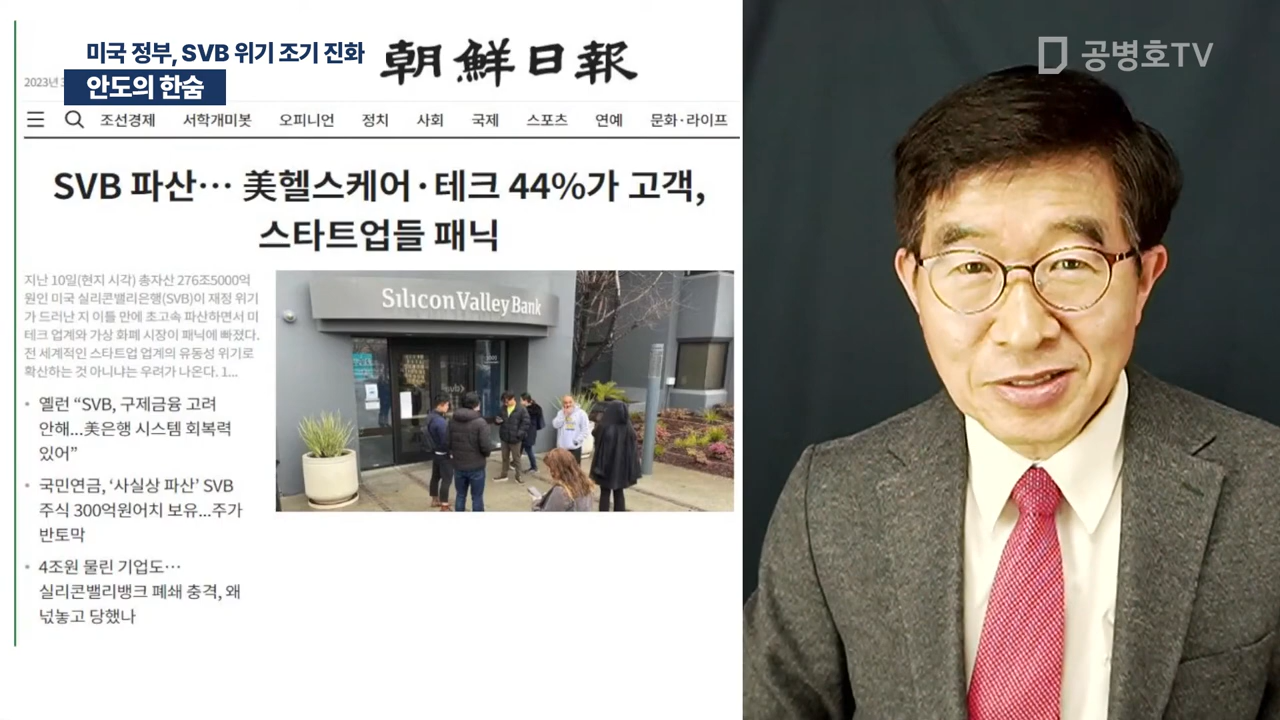 미국 정부, SVB 위기 조기 진화
안도의 한숨
2023년
朝鮮日報
공병호TV
조선경제 서학개미봇 오피니언 정치 사회 국제 스포츠 연예 문화·라이프
SVB 파산… 美헬스케어·테크 44%가 고객,
스타트업들 패닉
지난 10일(현지 시각) 총자산 276조5000억
원인 미국 실리콘밸리은행(SVB)이 재정 위기
가 드러난 지 이틀 만에 초고속 파산하면서 미
테크 업계와 가상 화폐 시장이 패닉에 빠졌다.
전 세계적인 스타트업 업계의 유동성 위기로
확산하는 것 아니냐는 우려가 나온다. 1...
Silicon Valley Bank
• 옐런 “SVB, 구제금융 고려
안해...美은행 시스템 회복력
있어”
• 국민연금, ‘사실상 파산’ SVB
주식 300억원어치 보유...주가
반토막
• 4조원 물린 기업도…
실리콘밸리뱅크 폐쇄 충격, 왜
넋놓고 당했나